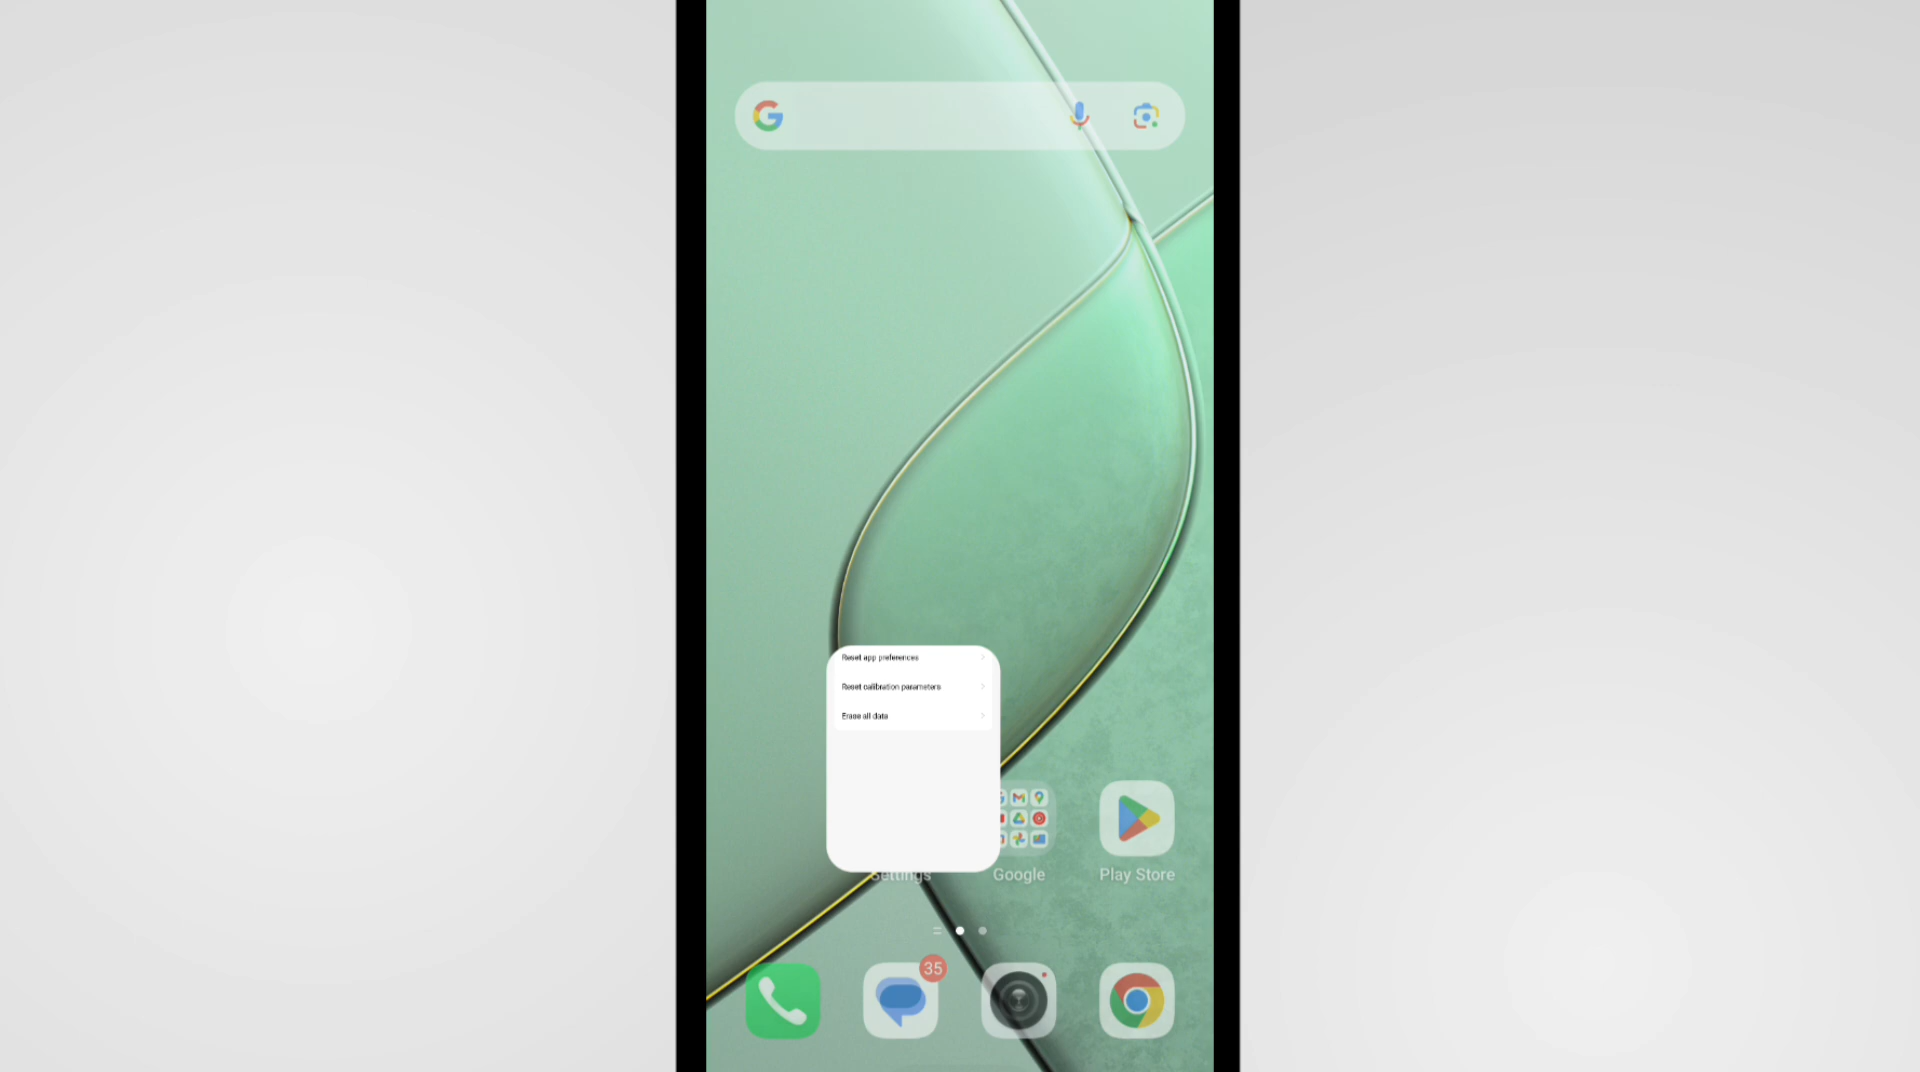 Reset app preferences
Reset calibration parameters
Erase all data
Settings
Google
Play Store
35